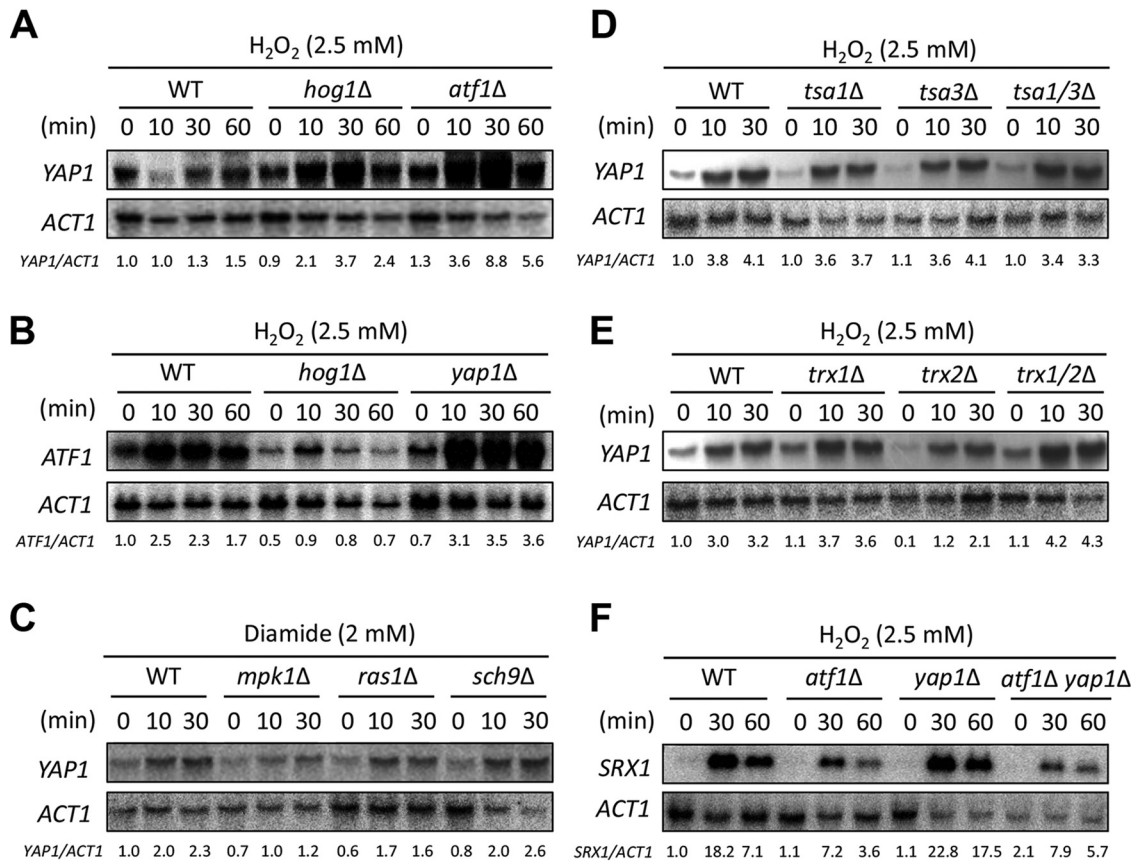 A
H₂O₂ (2.5 mM)
WT hog1Δ atf1Δ
(min) 0 10 30 60 0 10 30 60 0 10 30 60
YAP1
ACT1
YAP1/ACT1 1.0 1.0 1.3 1.5 0.9 2.1 3.7 2.4 1.3 3.6 8.8 5.6
B
H₂O₂ (2.5 mM)
WT hog1Δ yap1Δ
(min) 0 10 30 60 0 10 30 60 0 10 30 60
ATF1
ACT1
ATF1/ACT1 1.0 2.5 2.3 1.7 0.5 0.9 0.8 0.7 0.7 3.1 3.5 3.6
C
Diamide (2 mM)
WT mpk1Δ ras1Δ sch9Δ
(min) 0 10 30 0 10 30 0 10 30 0 10 30
YAP1
ACT1
YAP1/ACT1 1.0 2.0 2.3 0.7 1.0 1.2 0.6 1.7 1.6 0.8 2.0 2.6
D
H₂O₂ (2.5 mM)
WT tsa1Δ tsa3Δ tsa1/3Δ
(min) 0 10 30 0 10 30 0 10 30 0 10 30
YAP1
ACT1
YAP1/ACT1 1.0 3.8 4.1 1.0 3.6 3.7 1.1 3.6 4.1 1.0 3.4 3.3
E
H₂O₂ (2.5 mM)
WT trx1Δ trx2Δ trx1/2Δ
(min) 0 10 30 0 10 30 0 10 30 0 10 30
YAP1
ACT1
YAP1/ACT1 1.0 3.0 3.2 1.1 3.7 3.6 0.1 1.2 2.1 1.1 4.2 4.3
F
H₂O₂ (2.5 mM)
WT atf1Δ yap1Δ atf1Δ yap1Δ
(min) 0 30 60 0 30 60 0 30 60 0 30 60
SRX1
ACT1
SRX1/ACT1 1.0 18.2 7.1 1.1 7.2 3.6 1.1 22.8 17.5 2.1 7.9 5.7